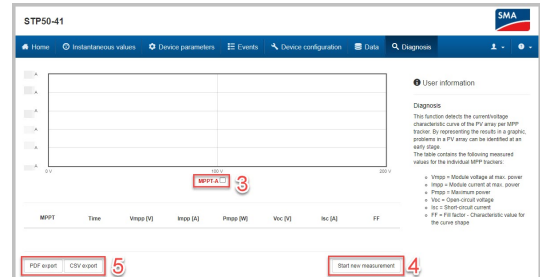 STP50-41
SMA
Home
Instantaneous values
Device parameters
Events
Device configuration
Data
Diagnosis
A
A
A
A
A
A
0 V
100 V
200 V
MPPT-A
3
User information
Diagnosis
This function detects the current/voltage
characteristic curve of the PV array per MPP
tracker. By representing the results in a graphic,
problems in a PV array can be identified at an
early stage.
The table contains the following measured
values for the individual MPP trackers:
Vmpp = Module voltage at max. power
Impp = Module current at max. power
Pmpp = Maximum power
Voc = Open-circuit voltage
Isc = Short-circuit current
FF = Fill factor - Characteristic value for
the curve shape
MPPT Time Vmpp [V] Impp [A] Pmpp [W] Voc [V] Isc [A] FF
PDF export CSV export
5
Start new measurement
4